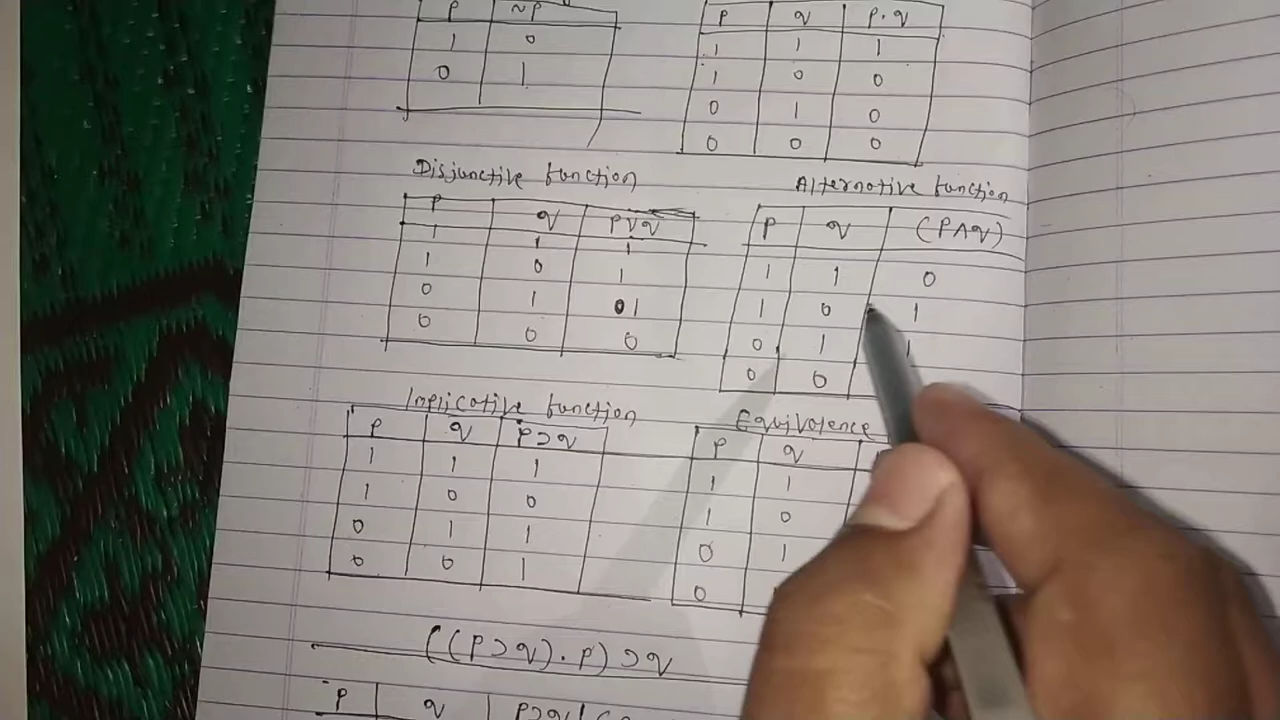 P ~P
1 0
0 1
P q P·q
1 1 1
1 0 0
0 1 0
0 0 0
Disjunctive function
P q P∨q
1 1 1
1 0 1
0 1 01
0 0 0
Alternative function
P q (P∧q)
1 1 0
1 0 1
0 1 1
0 0
Implicative function
P q P⊃q
1 1 1
1 0 0
0 1 1
0 0 1
Equivalence
P q
1 1
1 0
0 1
0
((P⊃q).P)⊃q
P q P⊃q